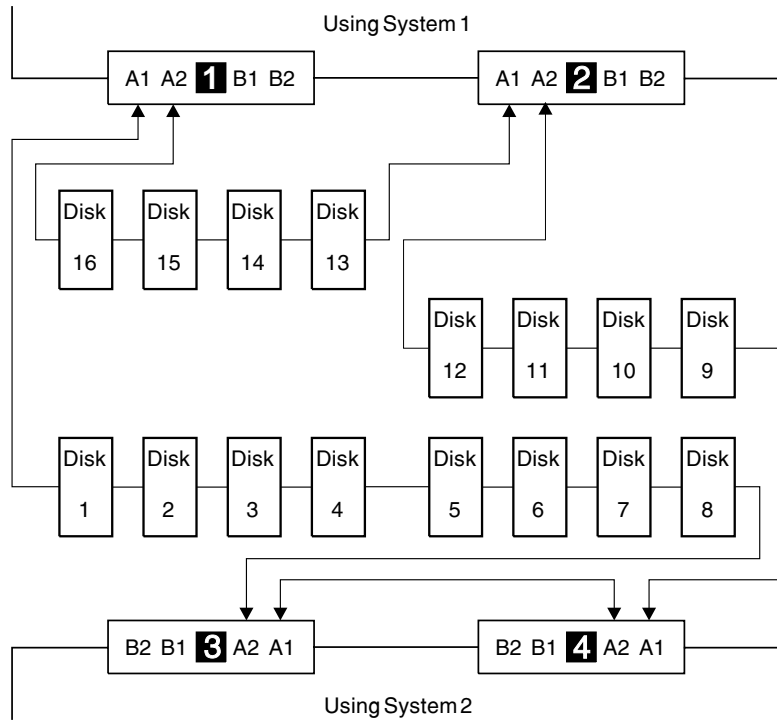 Using System 1
A1 A2 1 B1 B2
A1 A2 2 B1 B2
Disk Disk Disk Disk
16 15 14 13
Disk Disk Disk Disk
12 11 10 9
Disk Disk Disk Disk Disk Disk Disk Disk
1 2 3 4 5 6 7 8
B2 B1 3 A2 A1
B2 B1 4 A2 A1
Using System 2